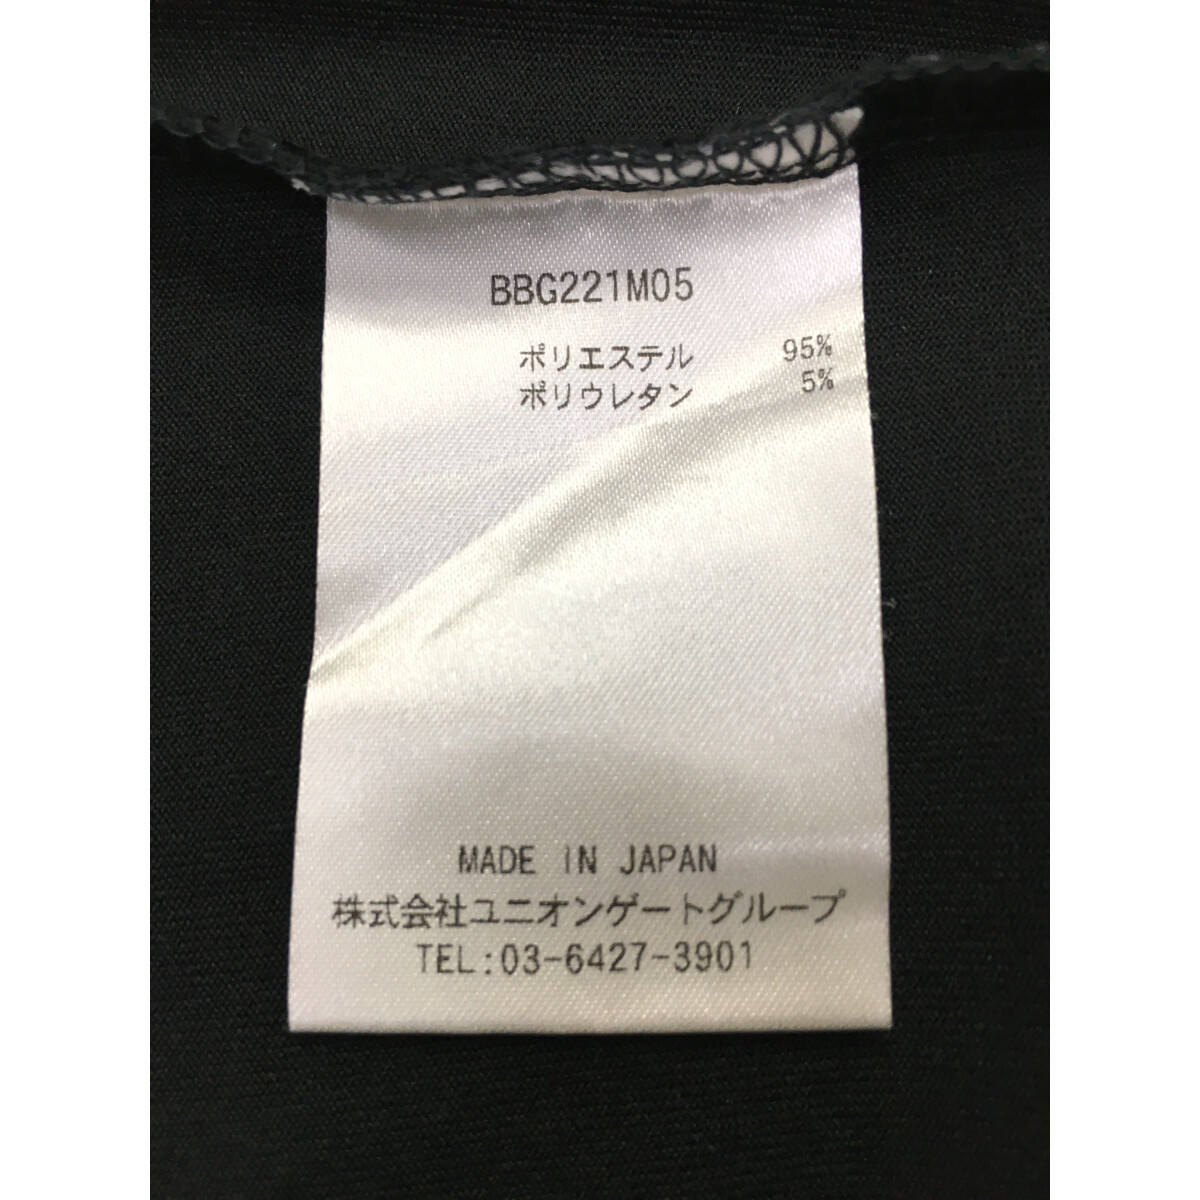 BBG221M05
ポリエステル 95%
ポリウレタン 5%
MADE IN JAPAN
株式会社ユニオンゲートグループ
TEL:03-6427-3901